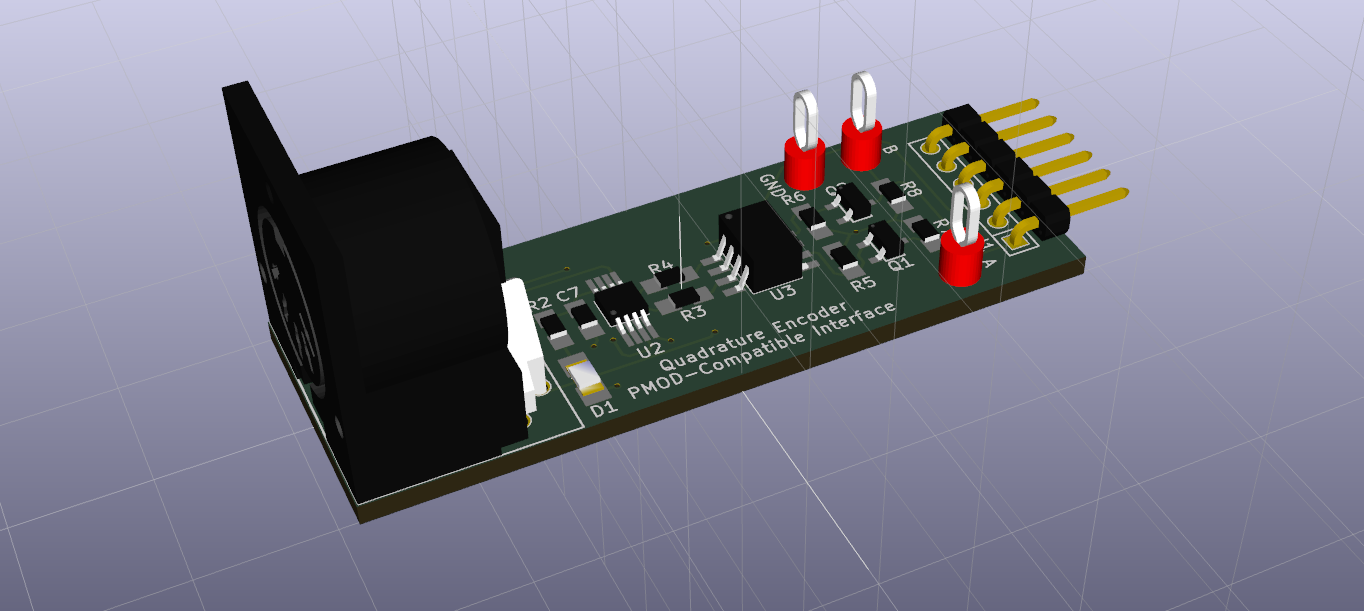 B
GND
R6
R8
A
Q1
R4
U3
R5
R2 C7
R3
U2
Quadrature Encoder
PMOD-Compatible Interface
D1